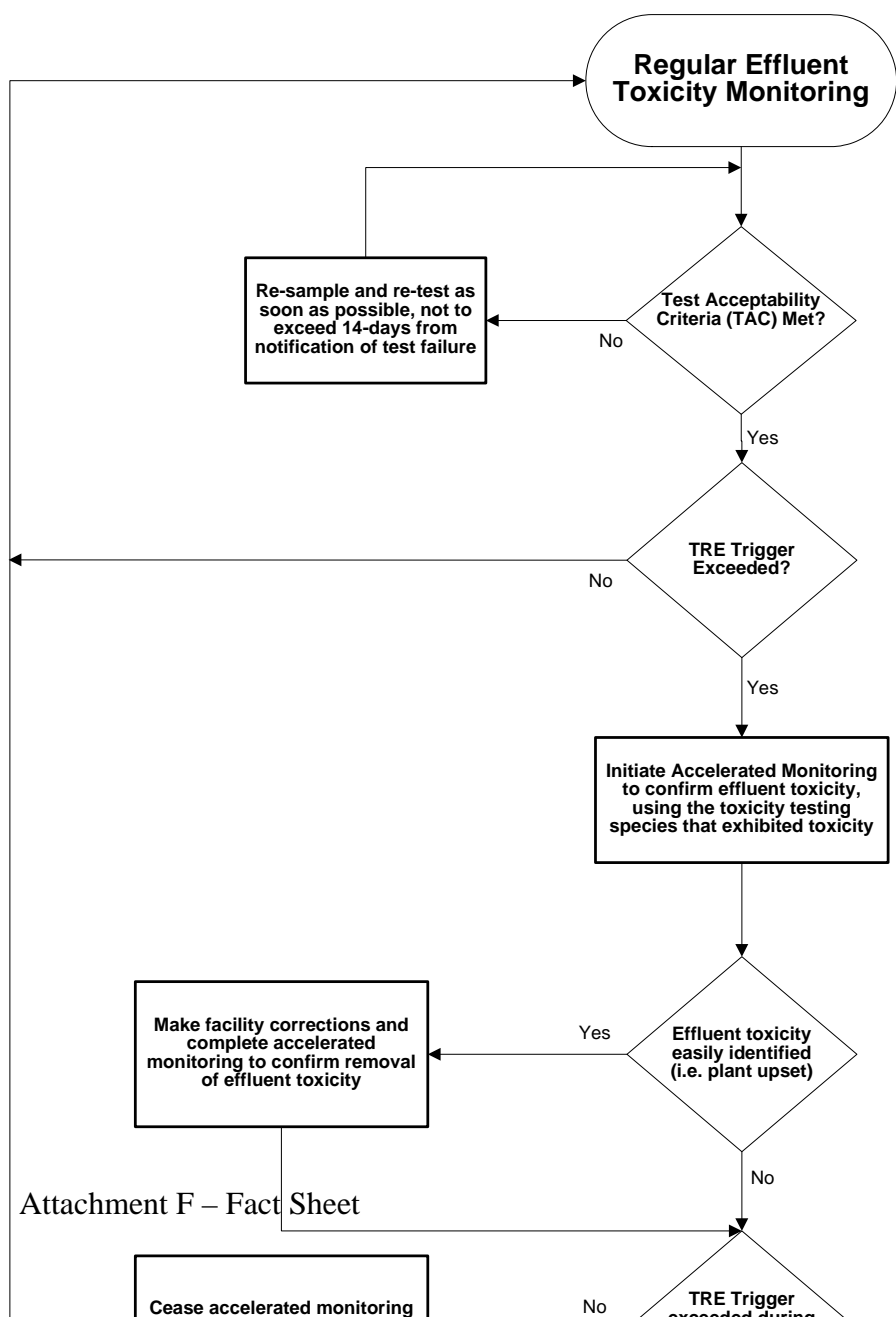 Regular Effluent
Toxicity Monitoring
Re-sample and re-test as
soon as possible, not to
exceed 14-days from
notification of test failure
Test Acceptability
Criteria (TAC) Met?
No
Yes
TRE Trigger
Exceeded?
No
Yes
Initiate Accelerated Monitoring
to confirm effluent toxicity,
using the toxicity testing
species that exhibited toxicity
Make facility corrections and
complete accelerated
monitoring to confirm removal
of effluent toxicity
Yes
Effluent toxicity
easily identified
(i.e. plant upset)
No
Attachment F – Fact Sheet
Cease accelerated monitoring
No
TRE Trigger
exceeded during